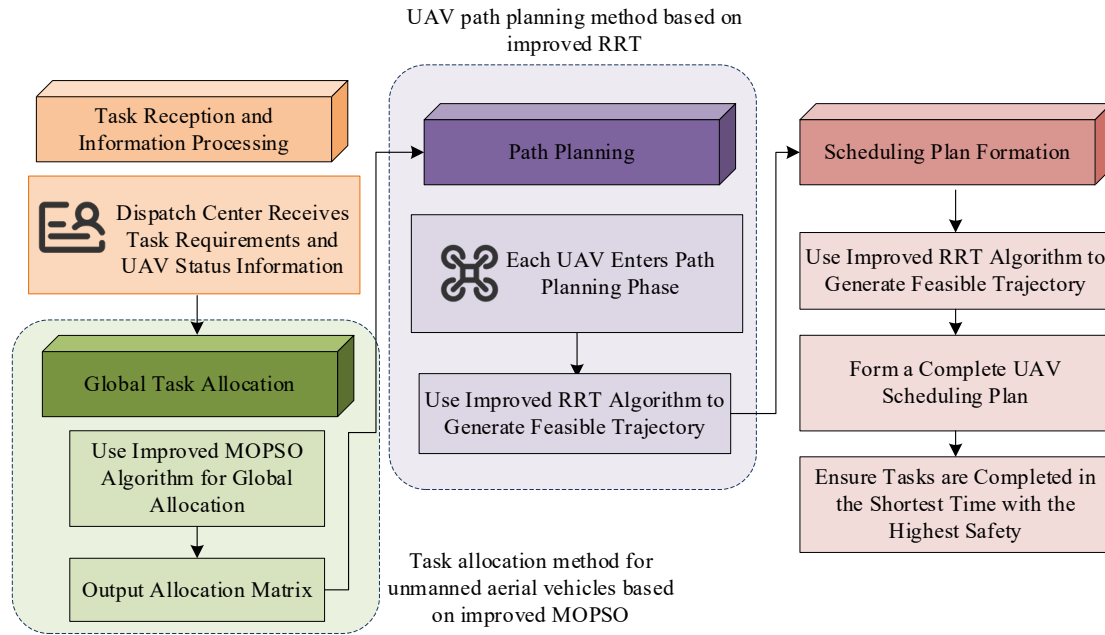 UAV path planning method based on
improved RRT
Task Reception and
Information Processing
Dispatch Center Receives
Task Requirements and
UAV Status Information
Global Task Allocation
Use Improved MOPSO
Algorithm for Global
Allocation
Output Allocation Matrix
Task allocation method for
unmanned aerial vehicles based
on improved MOPSO
Path Planning
Each UAV Enters Path
Planning Phase
Use Improved RRT Algorithm to
Generate Feasible Trajectory
Scheduling Plan Formation
Use Improved RRT Algorithm to
Generate Feasible Trajectory
Form a Complete UAV
Scheduling Plan
Ensure Tasks are Completed in
the Shortest Time with the
Highest Safety